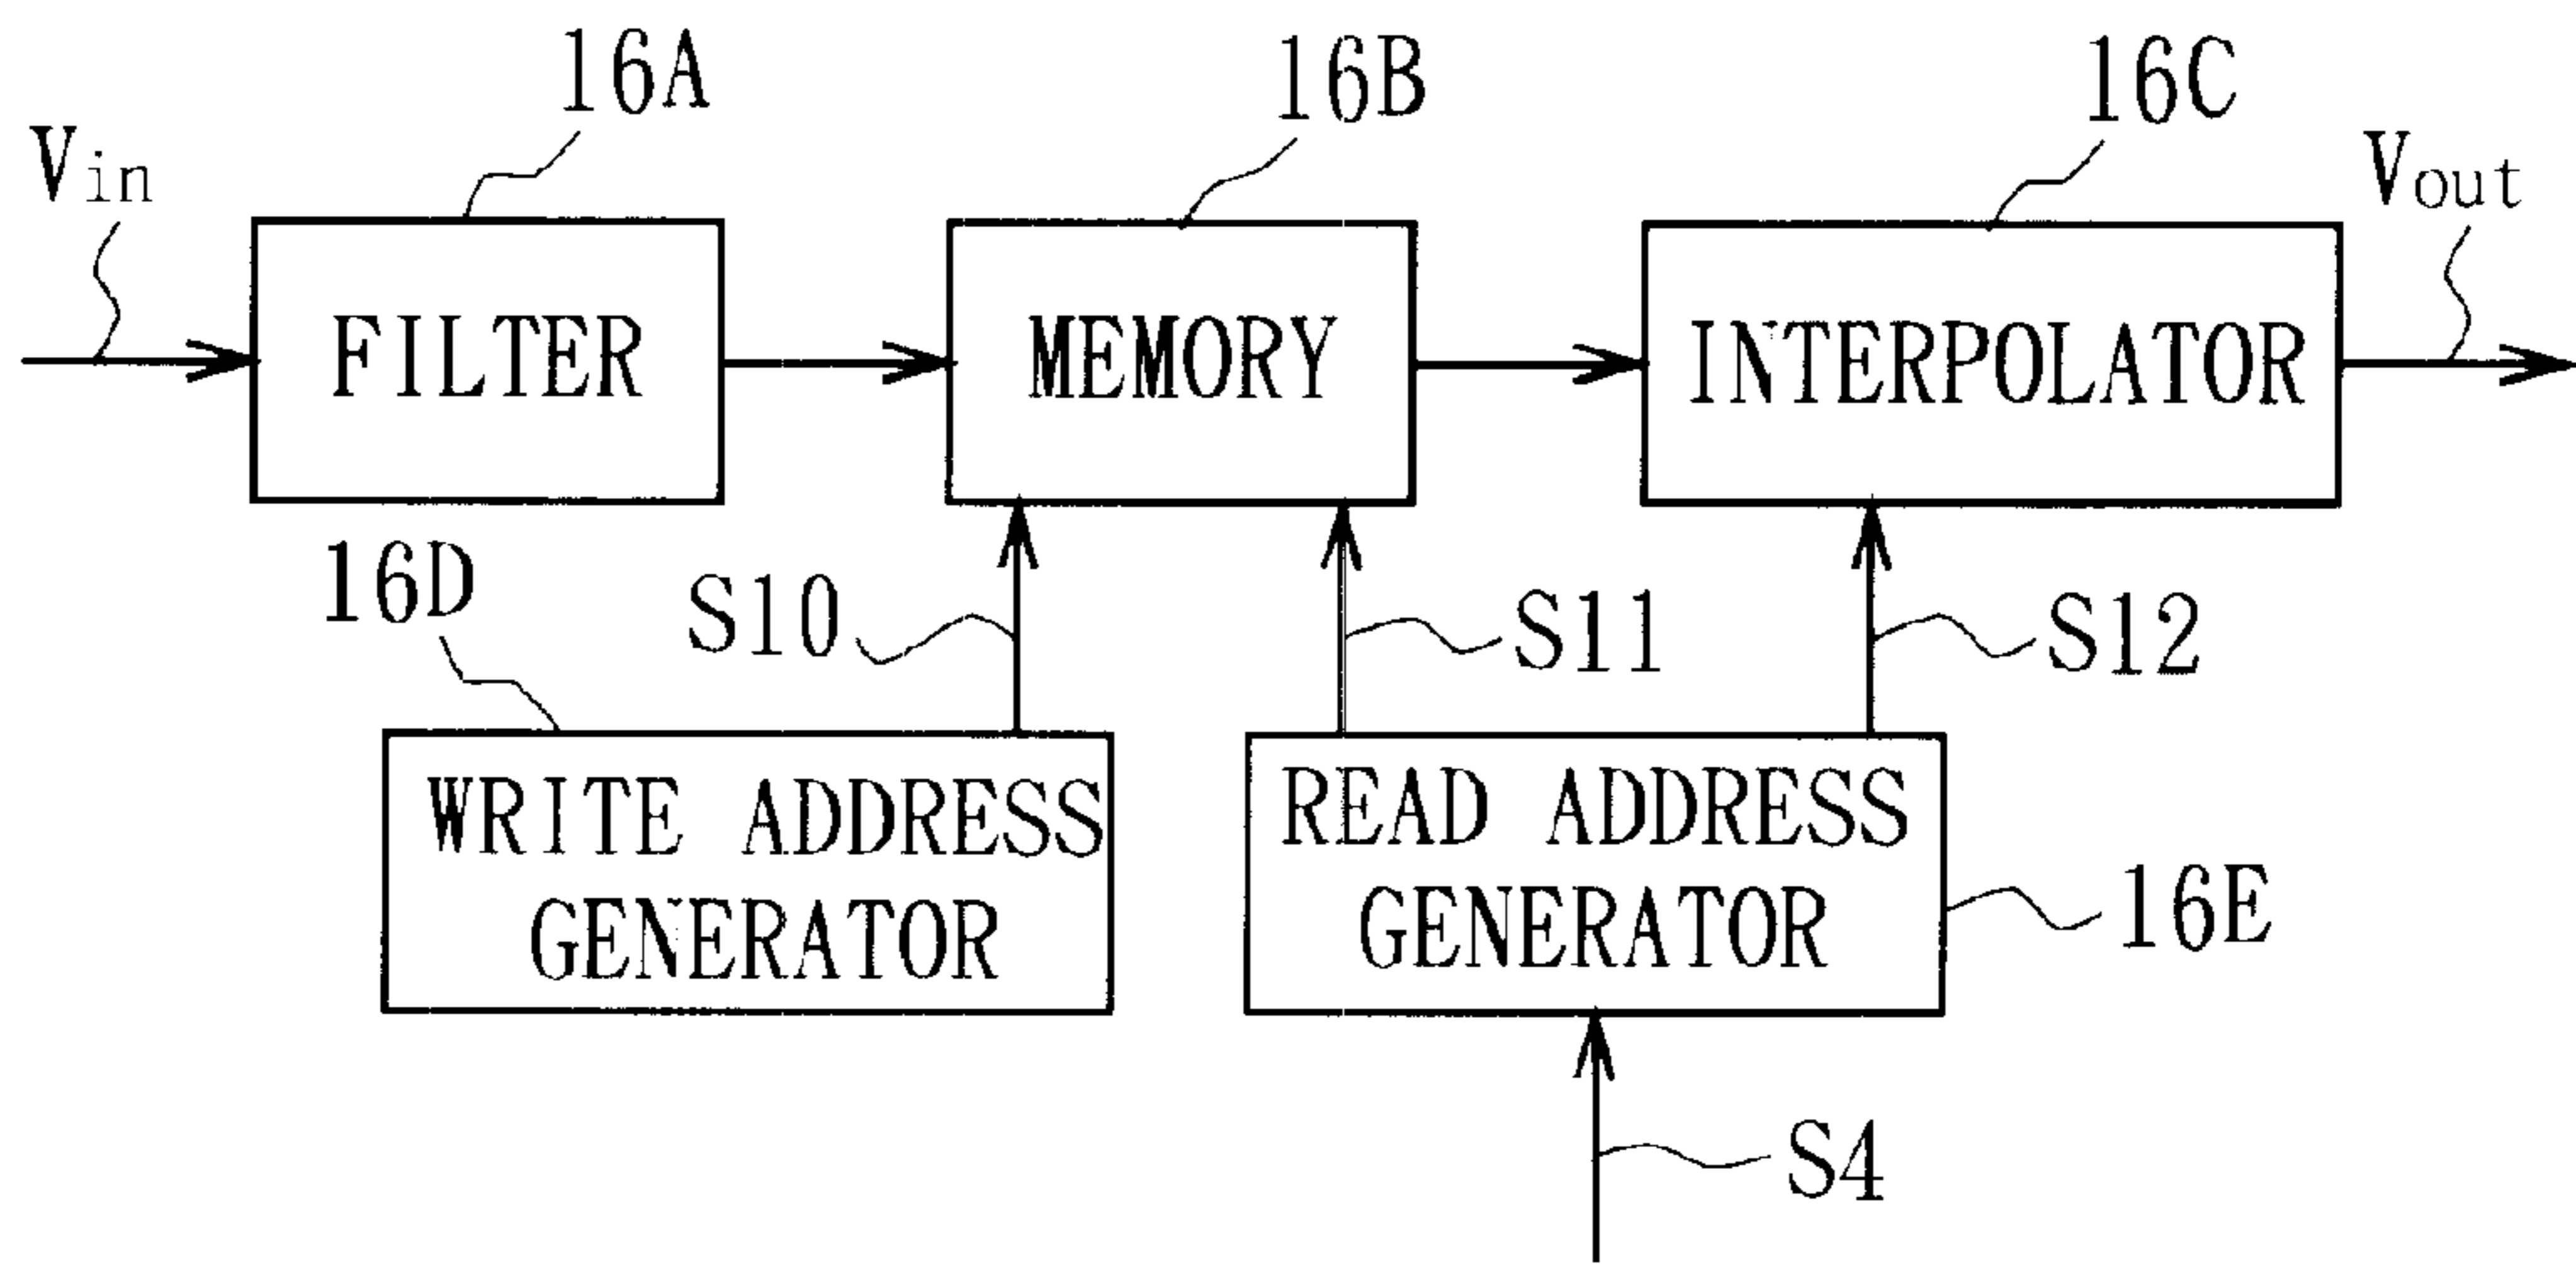 16A
16B
16C
Vin
Vout
FILTER
MEMORY
INTERPOLATOR
16D
S10
S11
S12
WRITE ADDRESS
GENERATOR
READ ADDRESS
GENERATOR
16E
S4